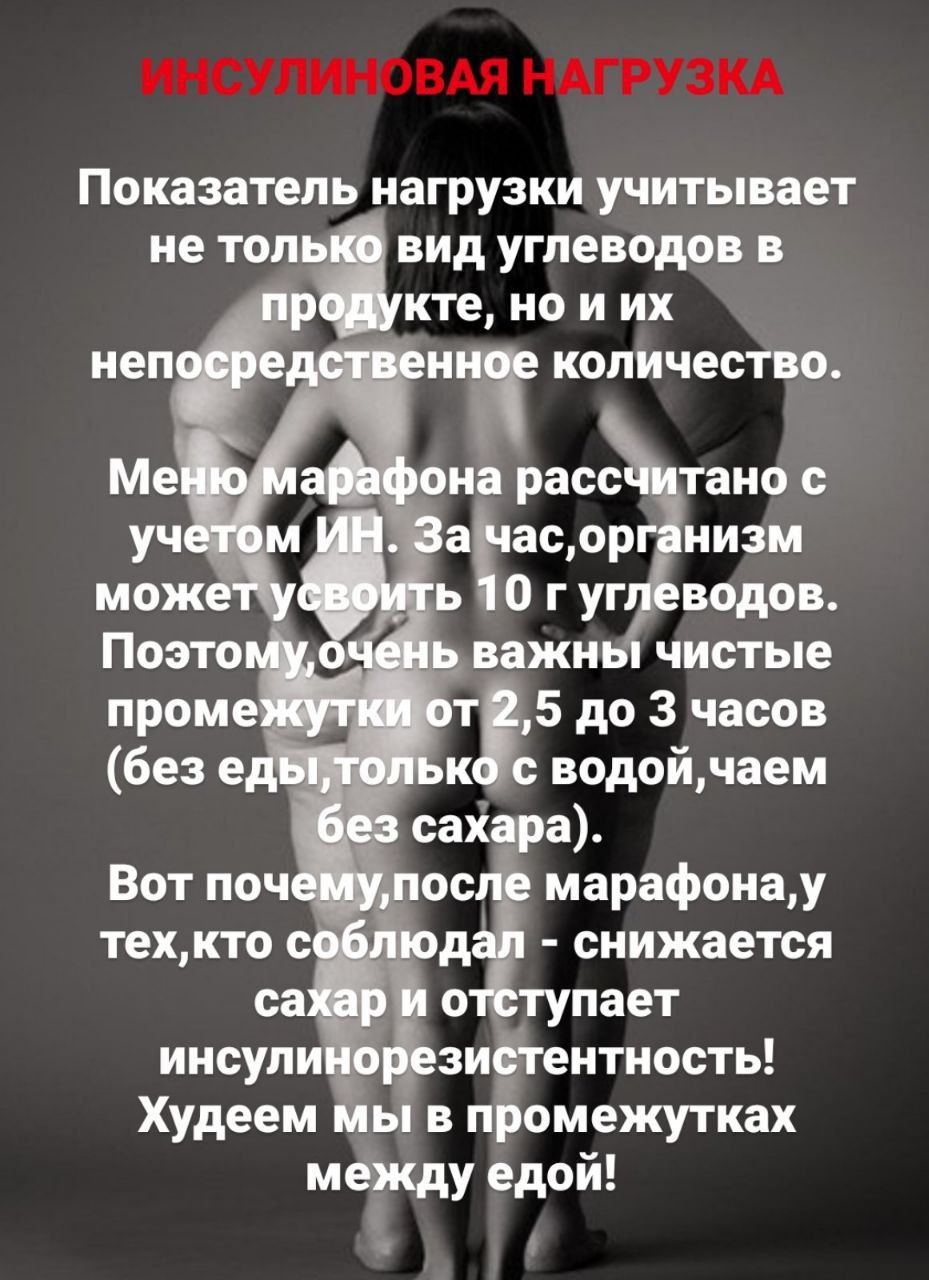 ИНСУЛИНОВАЯ НАГРУЗКА
Показатель нагрузки учитывает
не только вид углеводов в
продукте, но и их
непосредственное количество.
Меню марафона рассчитано с
учетом ИН. За час,организм
может усвоить 10 г углеводов.
Поэтому,очень важны чистые
промежутки от 2,5 до 3 часов
(без еды,только с водой,чаем
без сахара).
Вот почему,после марафона,у
тех,кто соблюдал - снижается
сахар и отступает
инсулинорезистентность!
Худеем мы в промежутках
между едой!